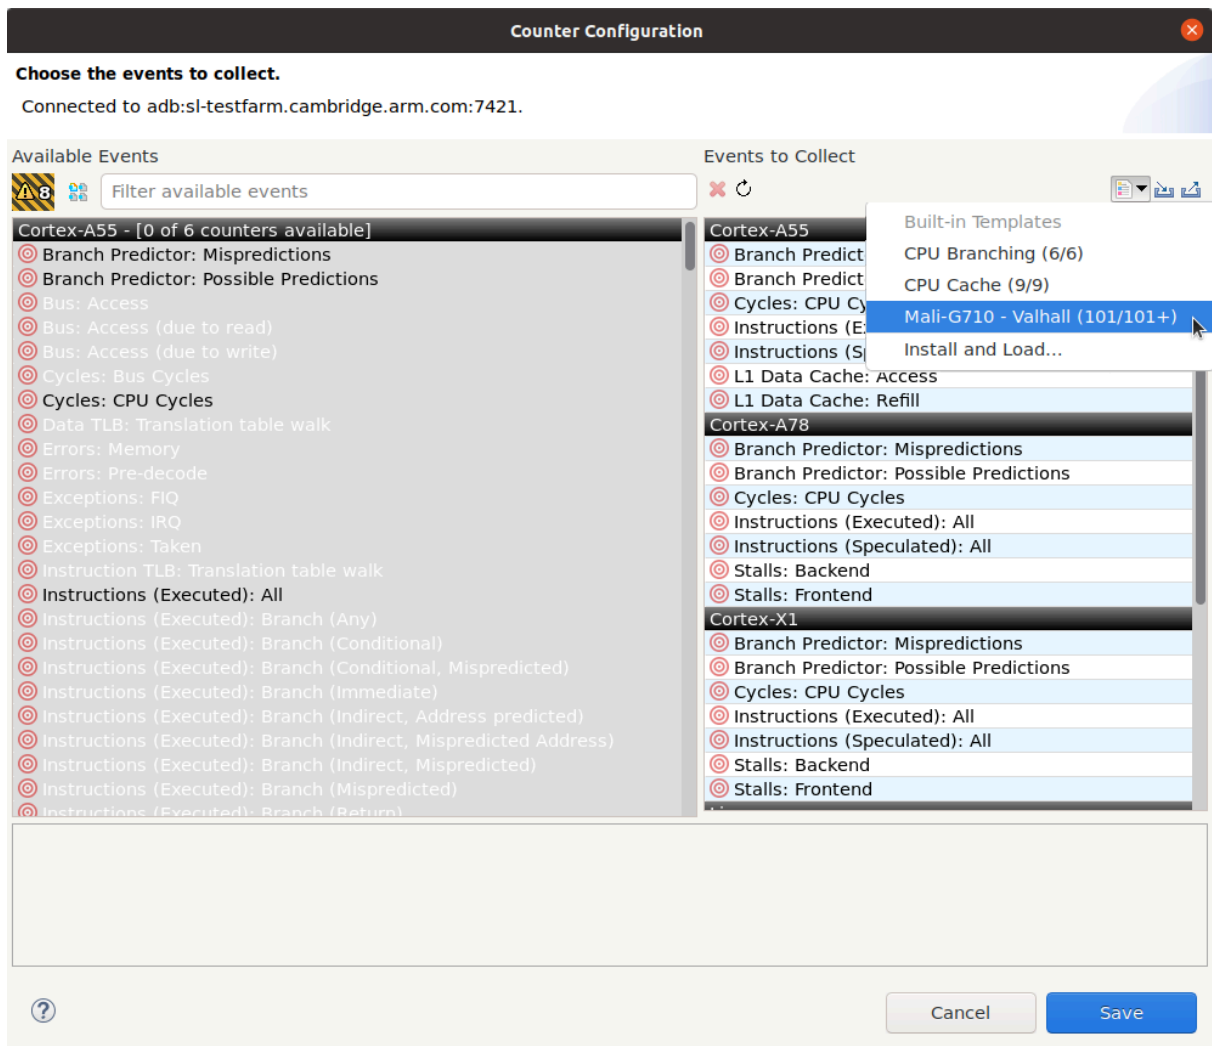 Counter Configuration
Choose the events to collect.
Connected to adb:sl-testfarm.cambridge.arm.com:7421.
Available Events
8
Filter available events
Cortex-A55 - [0 of 6 counters available]
Branch Predictor: Mispredictions
Branch Predictor: Possible Predictions
Bus: Access
Bus: Access (due to read)
Bus: Access (due to write)
Cycles: Bus Cycles
Cycles: CPU Cycles
Data TLB: Translation table walk
Errors: Memory
Errors: Pre-decode
Exceptions: FIQ
Exceptions: IRQ
Exceptions: Taken
Instruction TLB: Translation table walk
Instructions (Executed): All
Instructions (Executed): Branch (Any)
Instructions (Executed): Branch (Conditional)
Instructions (Executed): Branch (Conditional, Mispredicted)
Instructions (Executed): Branch (Immediate)
Instructions (Executed): Branch (Indirect, Address predicted)
Instructions (Executed): Branch (Indirect, Mispredicted Address)
Instructions (Executed): Branch (Indirect, Mispredicted)
Instructions (Executed): Branch (Mispredicted)
Instructions (Executed): Branch (Return)
Events to Collect
Cortex-A55
Branch Predict
Branch Predict
Cycles: CPU Cy
Instructions (E
Instructions (S
L1 Data Cache: Access
L1 Data Cache: Refill
Cortex-A78
Branch Predictor: Mispredictions
Branch Predictor: Possible Predictions
Cycles: CPU Cycles
Instructions (Executed): All
Instructions (Speculated): All
Stalls: Backend
Stalls: Frontend
Cortex-X1
Branch Predictor: Mispredictions
Branch Predictor: Possible Predictions
Cycles: CPU Cycles
Instructions (Executed): All
Instructions (Speculated): All
Stalls: Backend
Stalls: Frontend
Built-in Templates
CPU Branching (6/6)
CPU Cache (9/9)
Mali-G710 - Valhall (101/101+)
Install and Load...
?
Cancel
Save